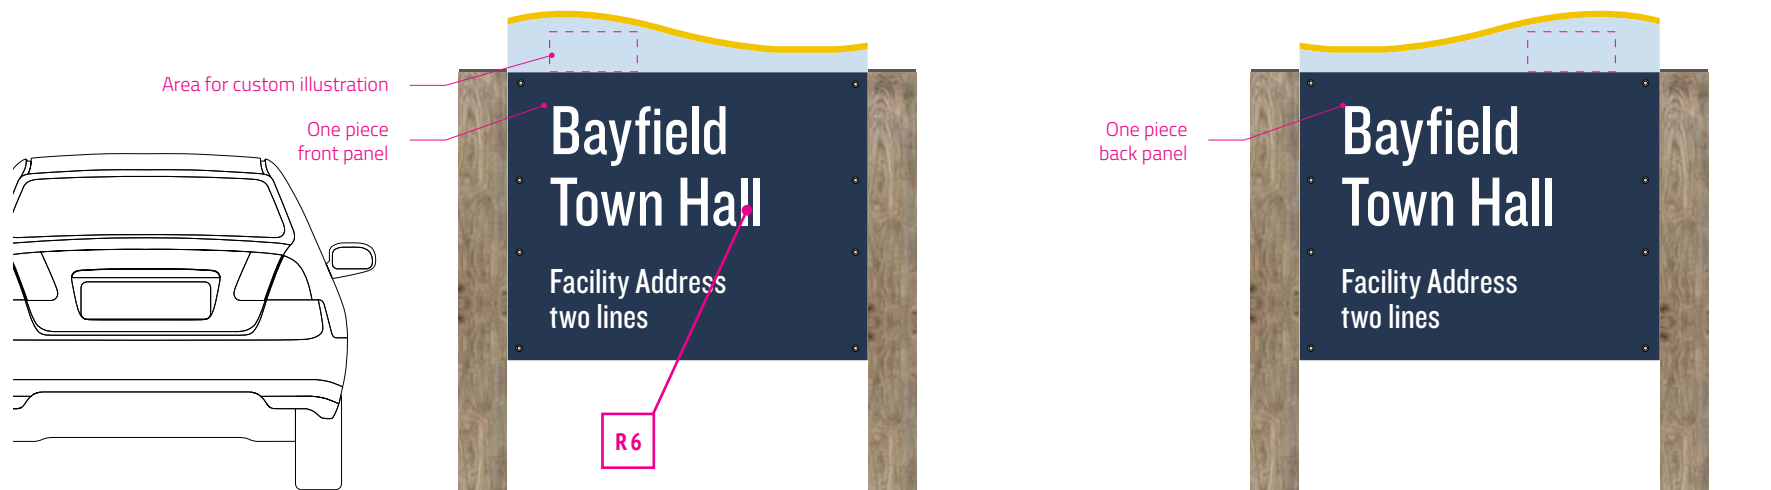 Area for custom illustration
One piece
front panel
Bayfield
Town Hall
Facility Address
two lines
R6
One piece
back panel
Bayfield
Town Hall
Facility Address
two lines